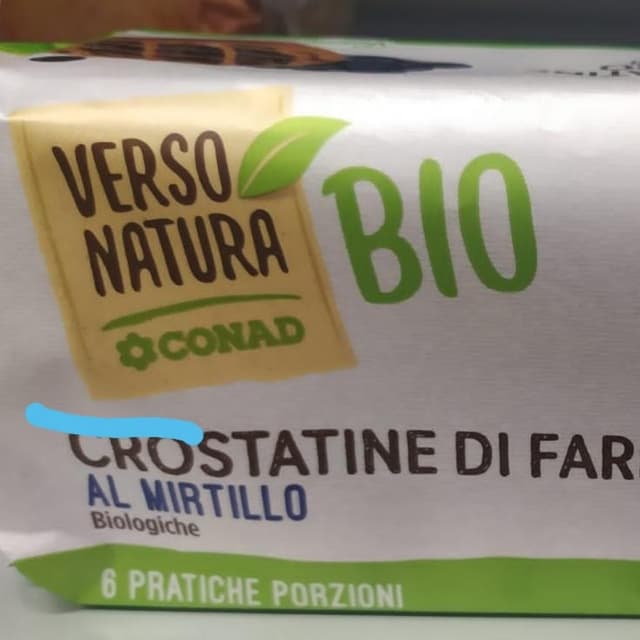 VERSO
NATURA
CONAD
BIO
CROSTATINE DI
AL MIRTILLO
Biologiche
6 PRATICHE PORZIONI